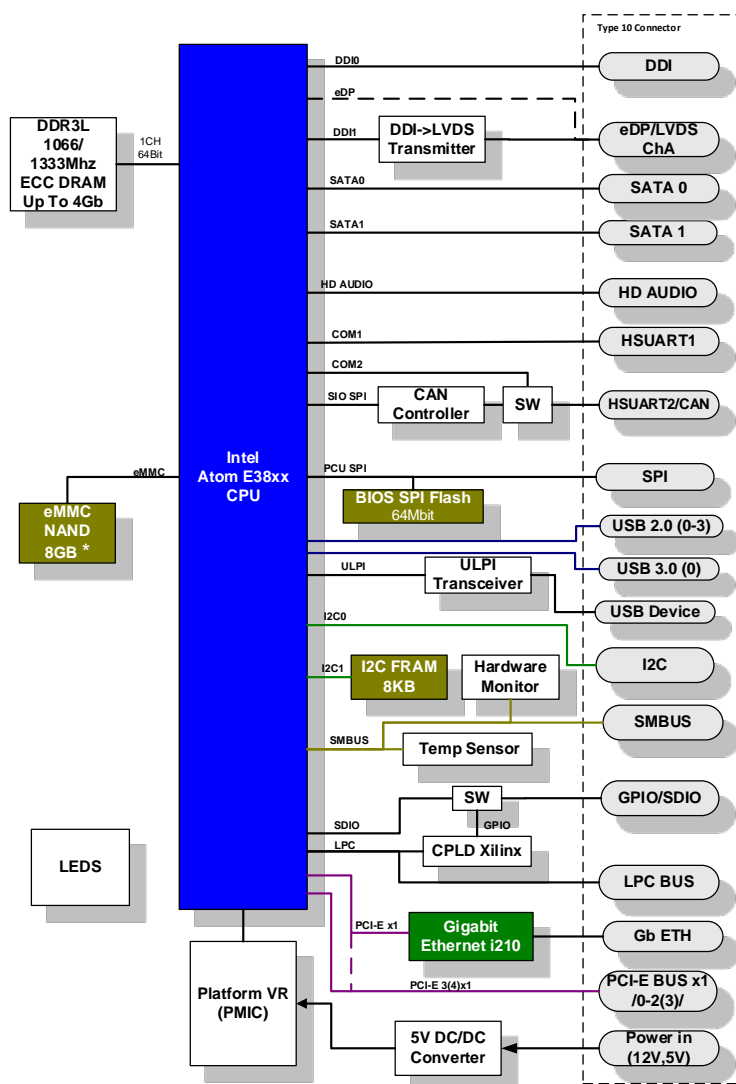 Type 10 Connector
DDI0
DDI
eDP
DDR3L
1066/
1333Mhz
ECC DRAM
Up To 4Gb
1CH
64Bit
DDI1
DDI->LVDS
Transmitter
eDP/LVDS
ChA
SATA0
SATA 0
SATA1
SATA 1
HD AUDIO
HD AUDIO
COM1
HSUART1
COM2
SIO SPI
CAN
Controller
SW
HSUART2/CAN
Intel
Atom E38xx
CPU
eMMC
eMMC
NAND
8GB *
PCU SPI
SPI
BIOS SPI Flash
64Mbit
USB 2.0 (0-3)
USB 3.0 (0)
ULPI
ULPI
Transceiver
USB Device
I2C0
I2C
I2C1
I2C FRAM
8KB
Hardware
Monitor
SMBUS
SMBUS
Temp Sensor
SW
GPIO/SDIO
SDIO
GPIO
LPC
CPLD Xilinx
LEDS
LPC BUS
PCI-E x1
Gigabit
Ethernet i210
Gb ETH
PCI-E 3(4)x1
PCI-E BUS x1
/0-2(3)/
Platform VR
(PMIC)
5V DC/DC
Converter
Power in
(12V,5V)